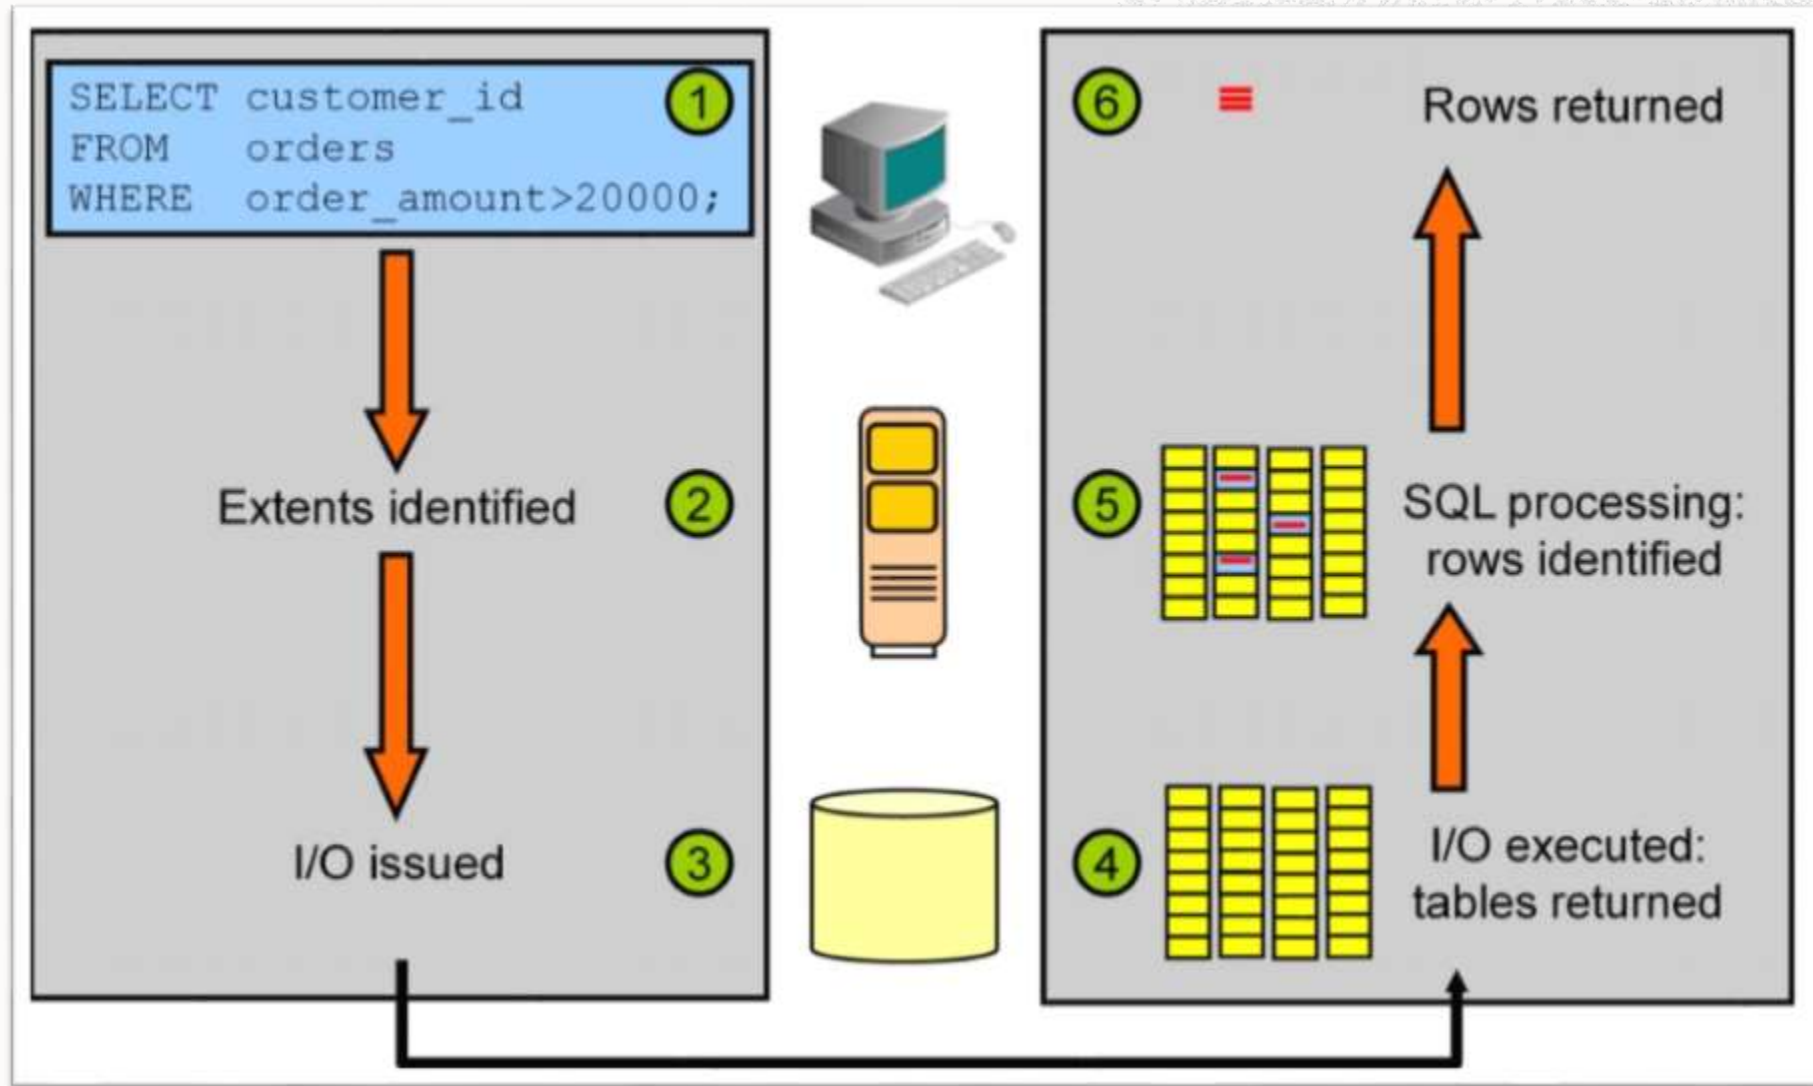 SELECT customer_id
FROM orders
WHERE order_amount>20000;
1
Extents identified
2
I/O issued
3
6
Rows returned
5
SQL processing:
rows identified
4
I/O executed:
tables returned